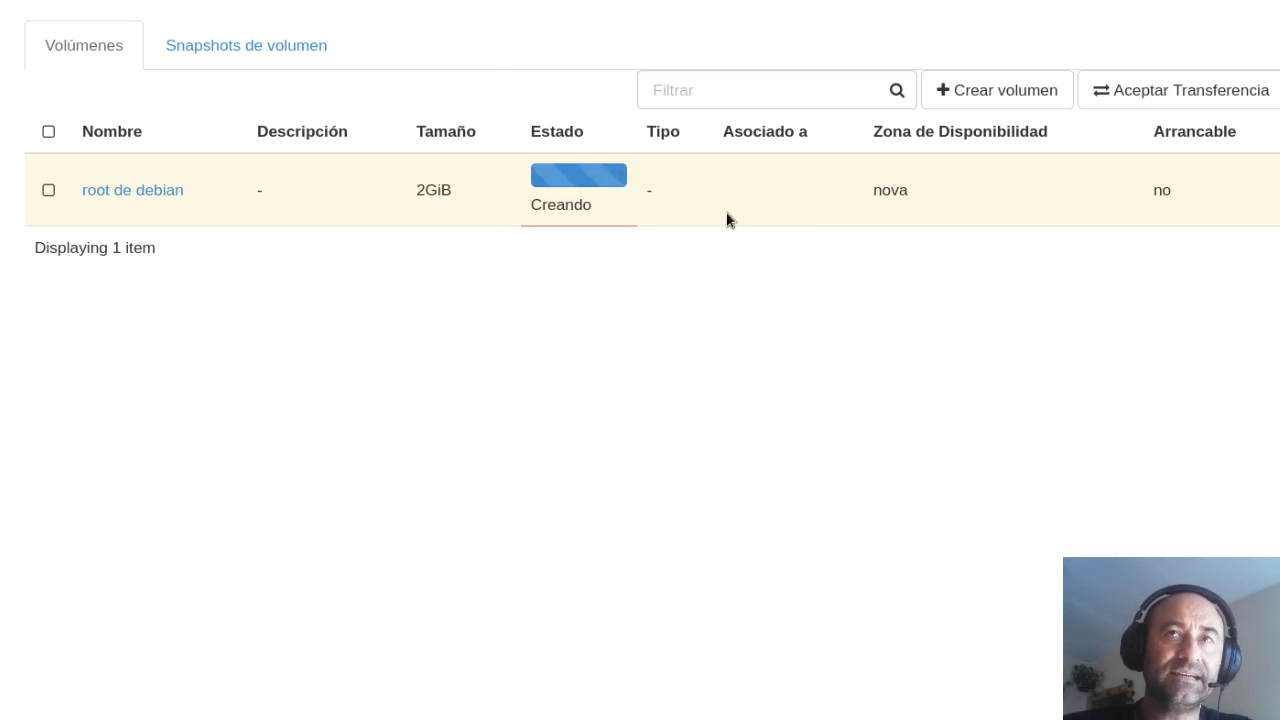 Volúmenes Snapshots de volumen
Filtrar Crear volumen Aceptar Transferencia
Nombre Descripción Tamaño Estado Tipo Asociado a Zona de Disponibilidad Arrancable
root de debian - 2GiB Creando - nova no
Displaying 1 item